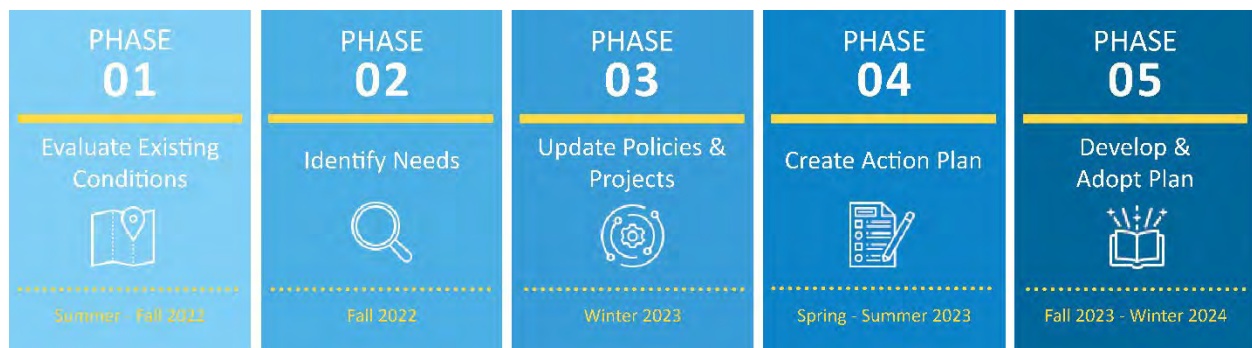 PHASE
01
Evaluate Existing
Conditions
Summer - Fall 2022
PHASE
02
Identify Needs
Fall 2022
PHASE
03
Update Policies &
Projects
Winter 2023
PHASE
04
Create Action Plan
Spring - Summer 2023
PHASE
05
Develop &
Adopt Plan
Fall 2023 - Winter 2024